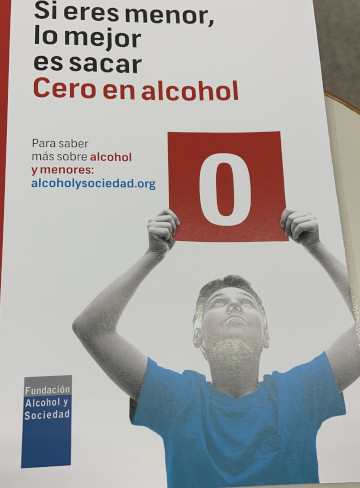 Si eres menor,
lo mejor
es sacar
Cero en alcohol
Para saber
más sobre alcohol
y menores:
alcoholysociedad.org
0
Fundación
Alcohol y
Sociedad